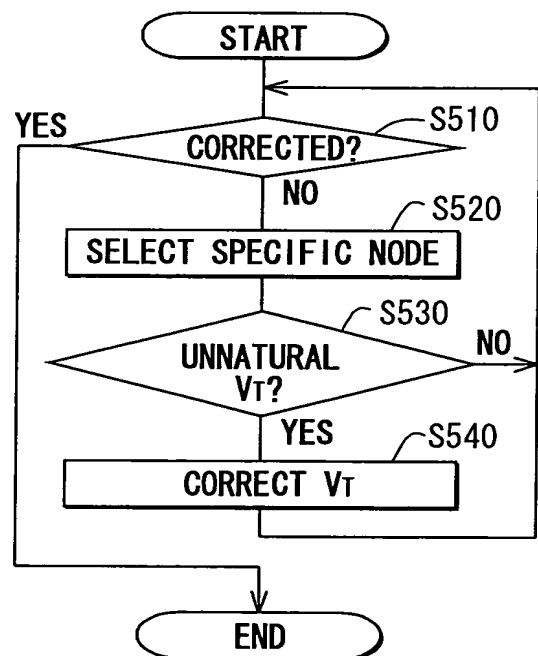 START
YES
S510
CORRECTED?
NO
S520
SELECT SPECIFIC NODE
S530
UNNATURAL
VT?
NO
YES
S540
CORRECT VT
END